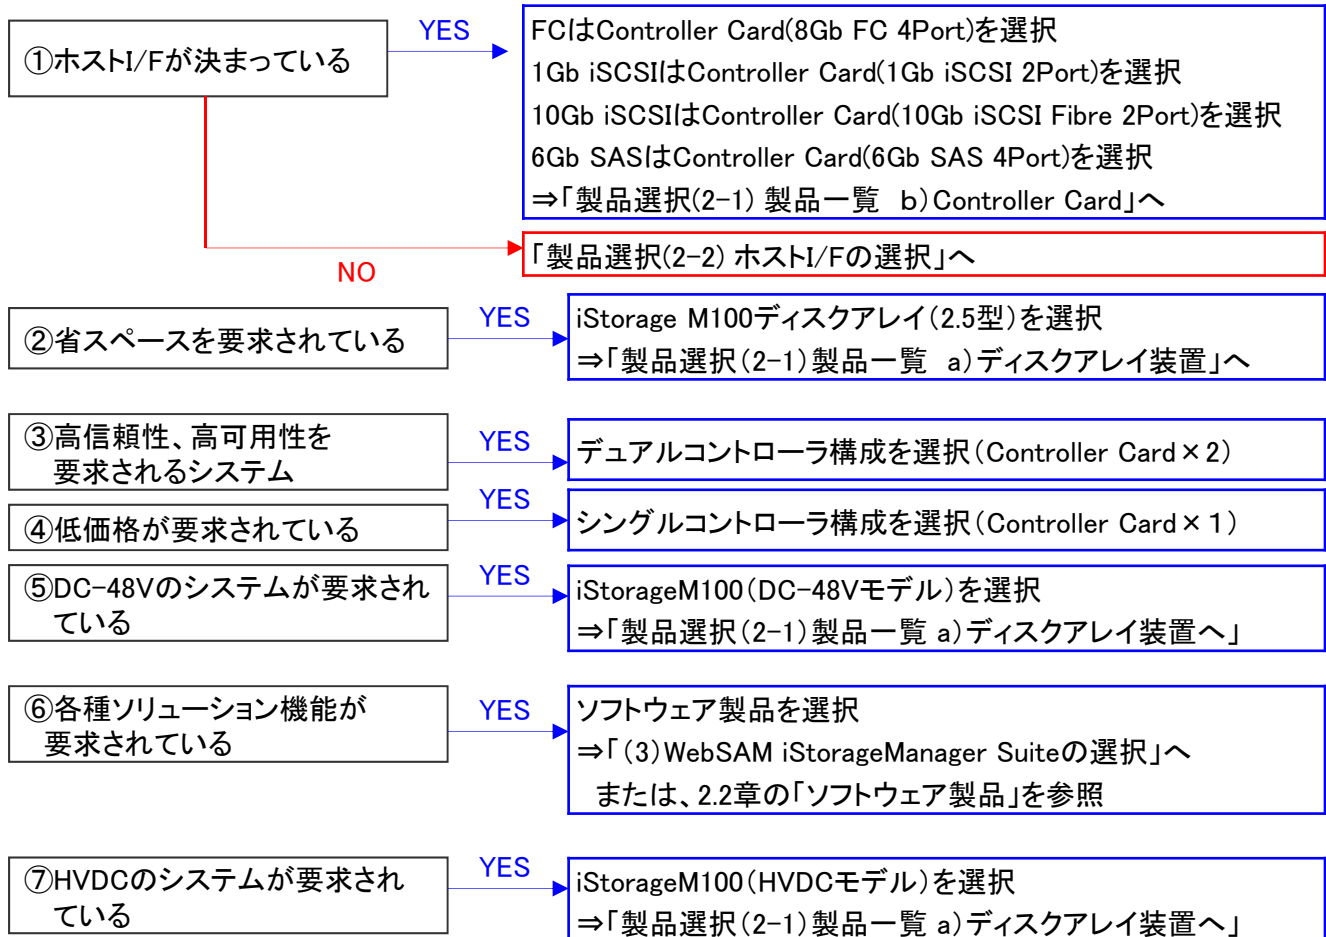 ①ホストI/Fが決まっている
YES
FCはController Card(8Gb FC 4Port)を選択
1Gb iSCSIはController Card(1Gb iSCSI 2Port)を選択
10Gb iSCSIはController Card(10Gb iSCSI Fibre 2Port)を選択
6Gb SASはController Card(6Gb SAS 4Port)を選択
⇒「製品選択(2-1) 製品一覧　b)Controller Card」へ
NO
「製品選択(2-2) ホストI/Fの選択」へ
②省スペースを要求されている
YES
iStorage M100ディスクアレイ(2.5型)を選択
⇒「製品選択(2-1)製品一覧　a)ディスクアレイ装置」へ
③高信頼性、高可用性を
要求されるシステム
YES
デュアルコントローラ構成を選択(Controller Card×2)
④低価格が要求されている
YES
シングルコントローラ構成を選択(Controller Card×１)
⑤DC-48Vのシステムが要求され
ている
YES
iStorageM100(DC-48Vモデル)を選択
⇒「製品選択(2-1)製品一覧 a)ディスクアレイ装置へ」
⑥各種ソリューション機能が
要求されている
YES
ソフトウェア製品を選択
⇒「(3)WebSAM iStorageManager Suiteの選択」へ
または、2.2章の「ソフトウェア製品」を参照
⑦HVDCのシステムが要求され
ている
YES
iStorageM100(HVDCモデル)を選択
⇒「製品選択(2-1)製品一覧 a)ディスクアレイ装置へ」